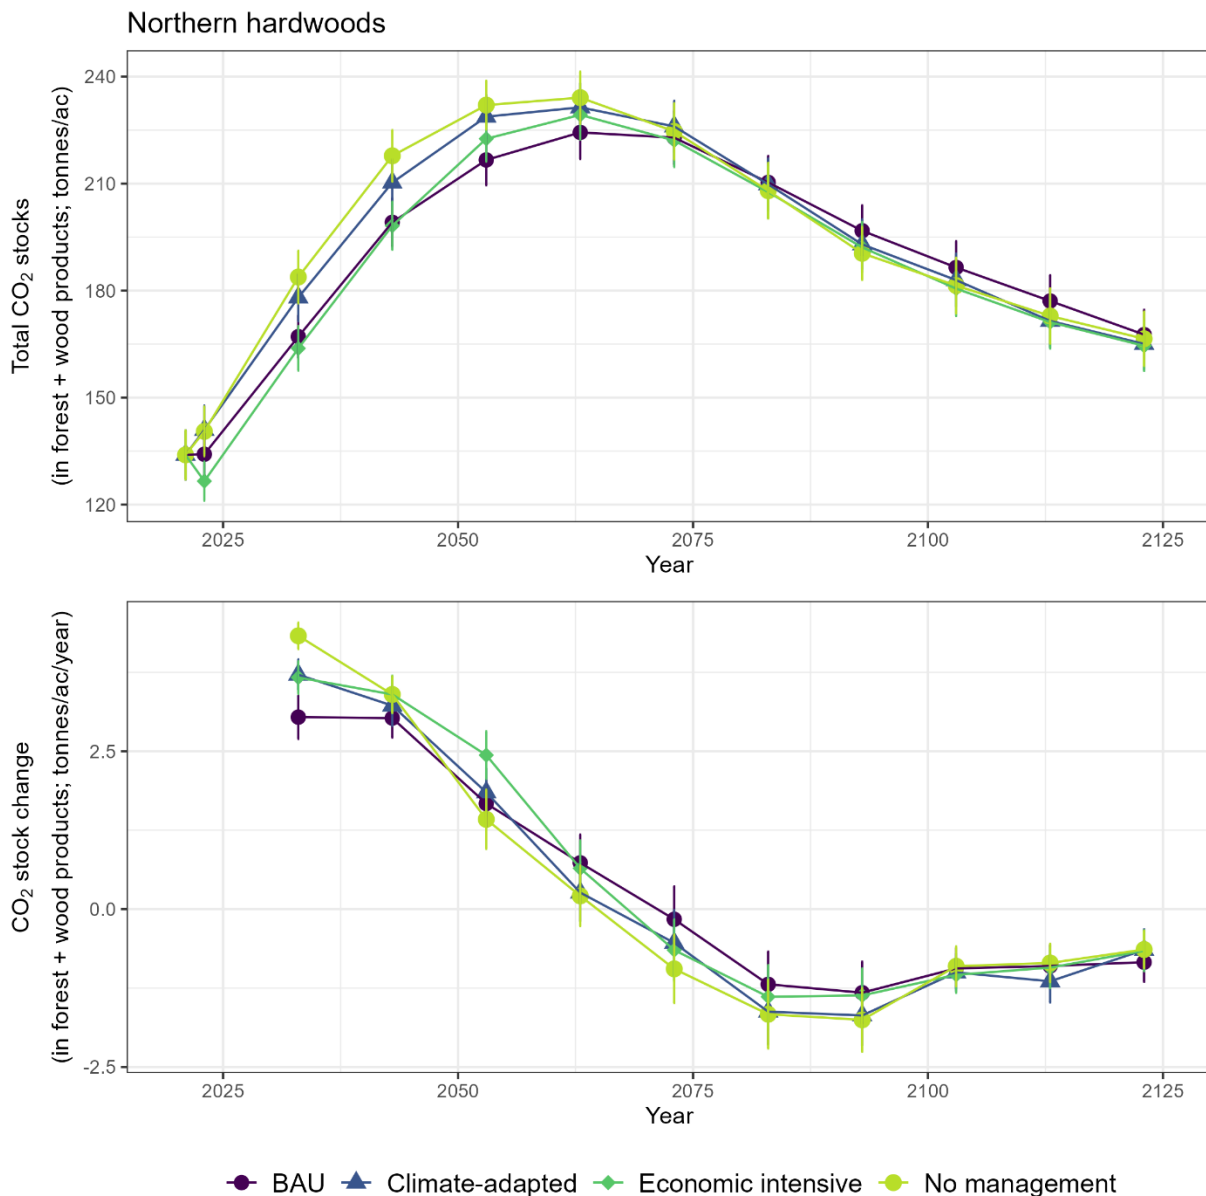 Northern hardwoods
Total CO₂ stocks
(in forest + wood products; tonnes/ac)
240
210
180
150
120
2025 2050 2075 2100 2125
Year
CO₂ stock change
(in forest + wood products; tonnes/ac/year)
2.5
0.0
-2.5
2025 2050 2075 2100 2125
Year
BAU Climate-adapted Economic intensive No management